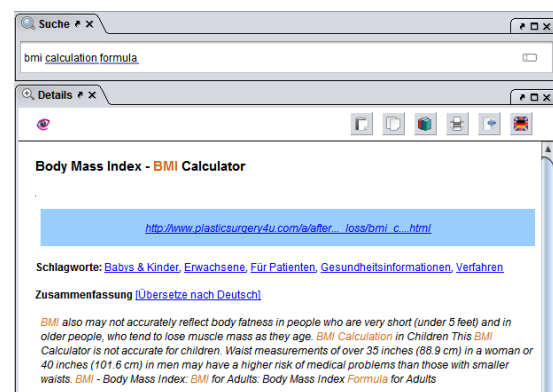 Suche
bmi calculation formula
Details
Body Mass Index - BMI Calculator
http://www.plasticsurgery4u.com/a/after..._loss/bmi_c....html
Schlagworte: Babys & Kinder, Erwachsene, Für Patienten, Gesundheitsinformationen, Verfahren
Zusammenfassung [Übersetze nach Deutsch]
BMI also may not accurately reflect body fatness in people who are very short (under 5 feet) and in
older people, who tend to lose muscle mass as they age. BMI Calculation in Children This BMI
Calculator is not accurate for children. Waist measurements of over 35 inches (88.9 cm) in a woman or
40 inches (101.6 cm) in men may have a higher risk of medical problems than those with smaller
waists. BMI - Body Mass Index: BMI for Adults: Body Mass Index Formula for Adults